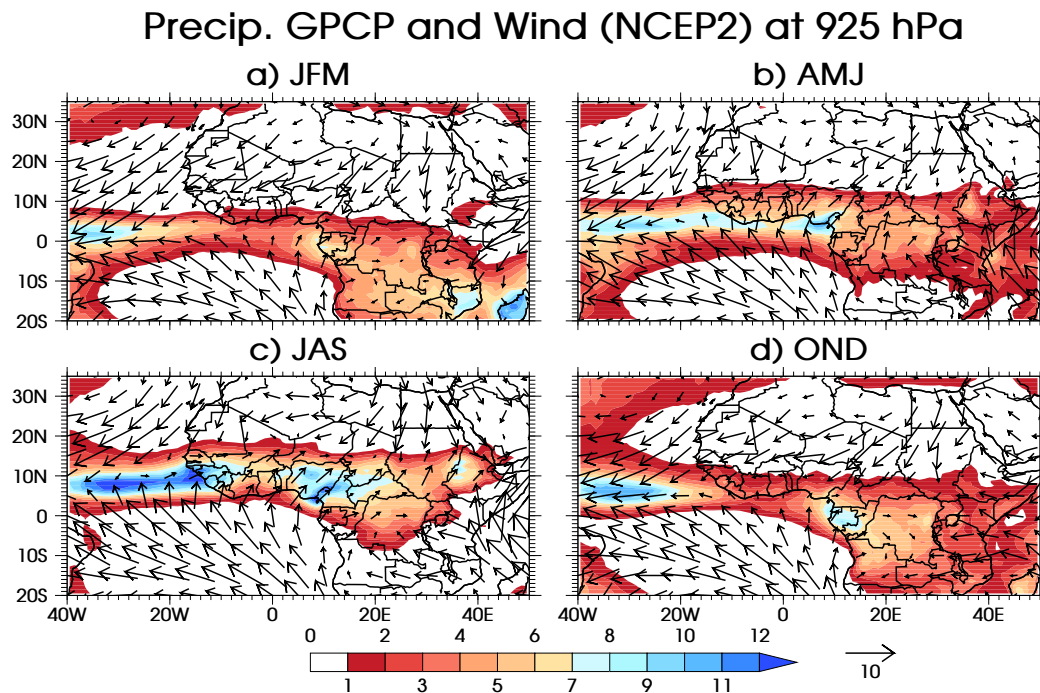 Precip. GPCP and Wind (NCEP2) at 925 hPa
a) JFM
b) AMJ
30N
20N
10N
0
10S
20S
c) JAS
d) OND
30N
20N
10N
0
10S
20S
40W 20W 0 20E 40E
40W 20W 0 20E 40E
0 2 4 6 8 10 12
1 3 5 7 9 11
10